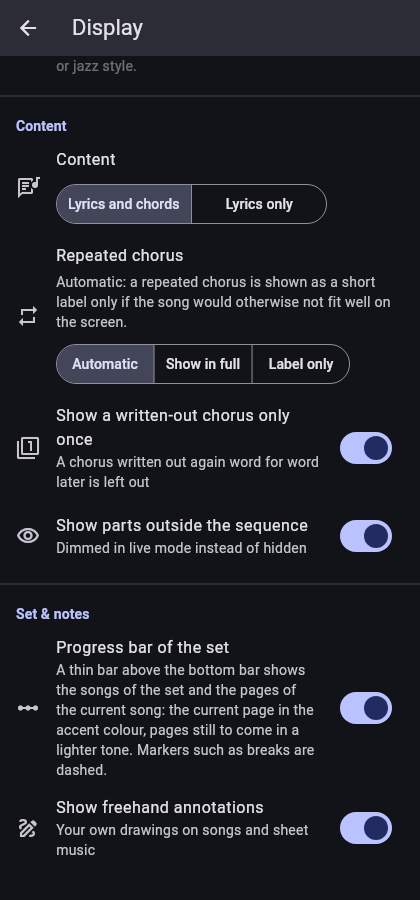 Display
or jazz style.
Content
Content
Lyrics and chords
Lyrics only
Repeated chorus
Automatic: a repeated chorus is shown as a short
label only if the song would otherwise not fit well on
the screen.
Automatic
Show in full
Label only
Show a written-out chorus only
once
A chorus written out again word for word
later is left out
1
Show parts outside the sequence
Dimmed in live mode instead of hidden
Set & notes
Progress bar of the set
A thin bar above the bottom bar shows
the songs of the set and the pages of
the current song: the current page in the
accent colour, pages still to come in a
lighter tone. Markers such as breaks are
dashed.
Show freehand annotations
Your own drawings on songs and sheet
music